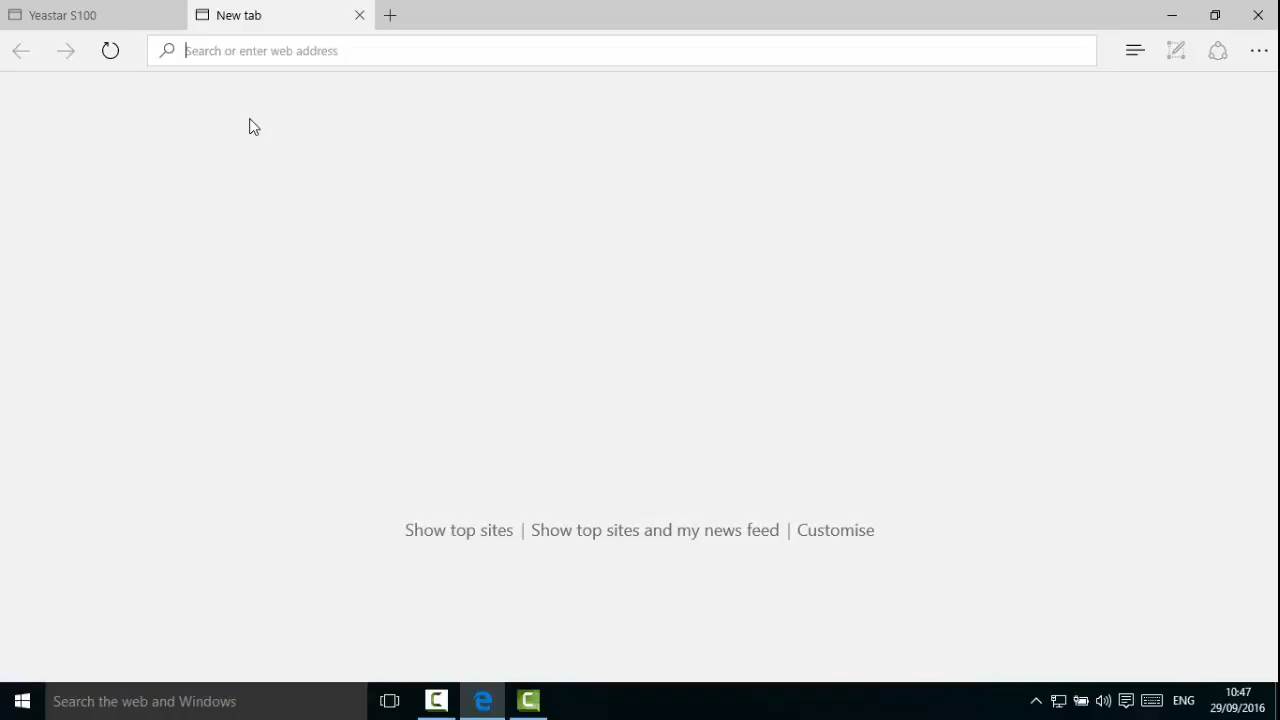 Yeastar S100
New tab
Search or enter web address
Show top sites | Show top sites and my news feed | Customise
Search the web and Windows
ENG
10:47
29/09/2016